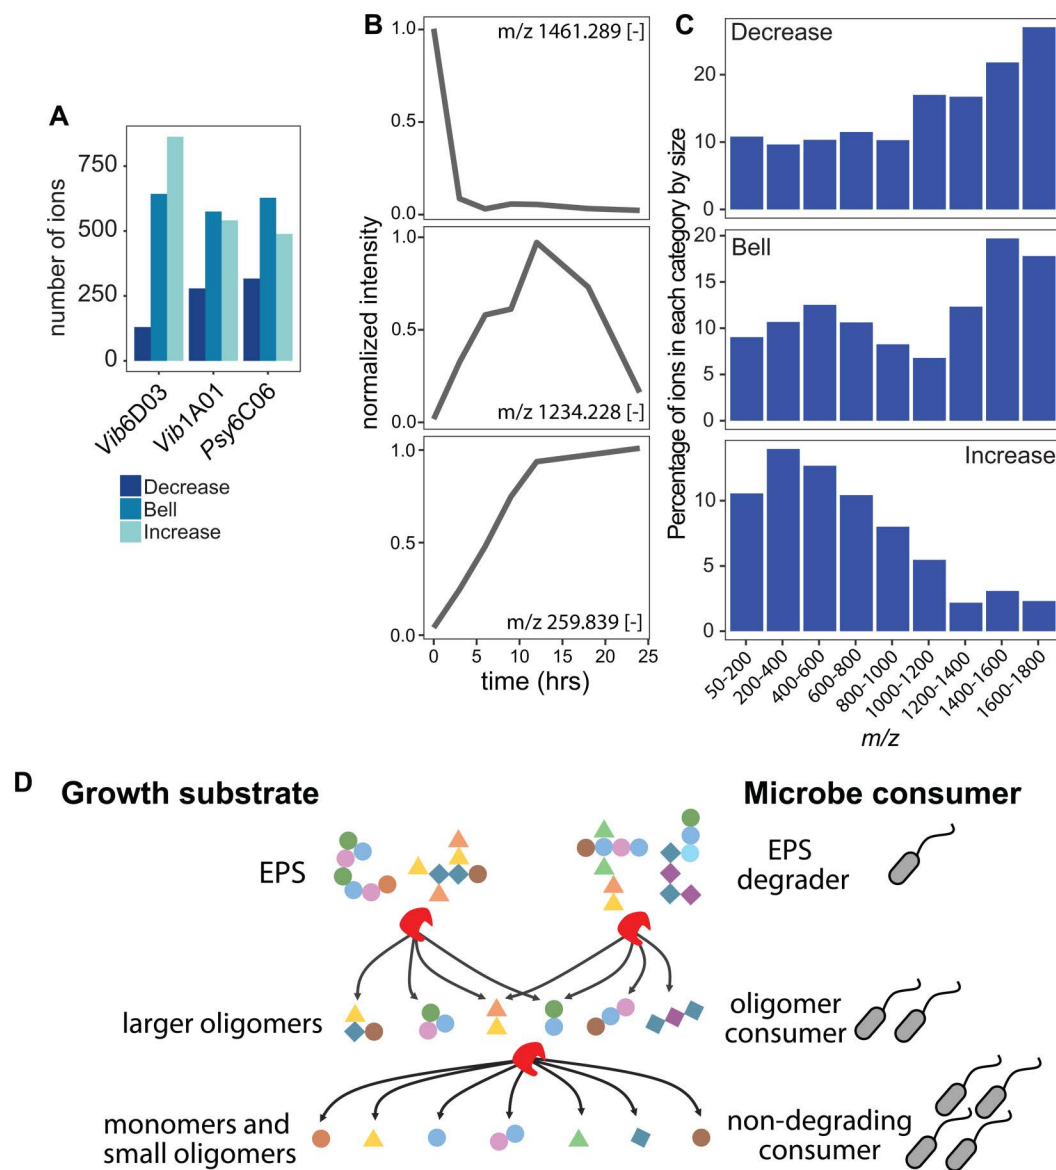 A
number of ions
750
500
250
0
Vib6D03
Vib1A01
Psy6C06
Decrease
Bell
Increase
B
normalized intensity
m/z 1461.289 [-]
1.0
0.5
0.0
m/z 1234.228 [-]
1.0
0.5
0.0
m/z 259.839 [-]
1.0
0.5
0.0
0 5 10 15 20 25
time (hrs)
C
Percentage of ions in each category by size
Decrease
20
10
0
Bell
20
15
10
5
0
Increase
10
5
0
50-200
200-400
400-600
600-800
800-1000
1000-1200
1200-1400
1400-1600
1600-1800
m/z
D
Growth substrate
Microbe consumer
EPS
EPS
degrader
larger oligomers
oligomer
consumer
monomers and
small oligomers
non-degrading
consumer